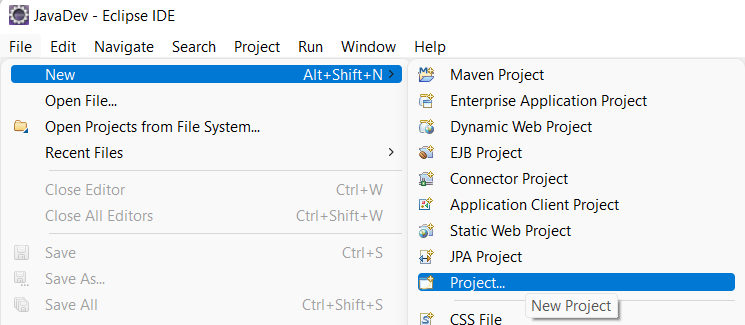 JavaDev - Eclipse IDE
File Edit Navigate Search Project Run Window Help
New Alt+Shift+N
Open File...
Open Projects from File System...
Recent Files
Close Editor Ctrl+W
Close All Editors Ctrl+Shift+W
Save Ctrl+S
Save As...
Save All Ctrl+Shift+S
Maven Project
Enterprise Application Project
Dynamic Web Project
EJB Project
Connector Project
Application Client Project
Static Web Project
JPA Project
Project...
New Project
CSS File